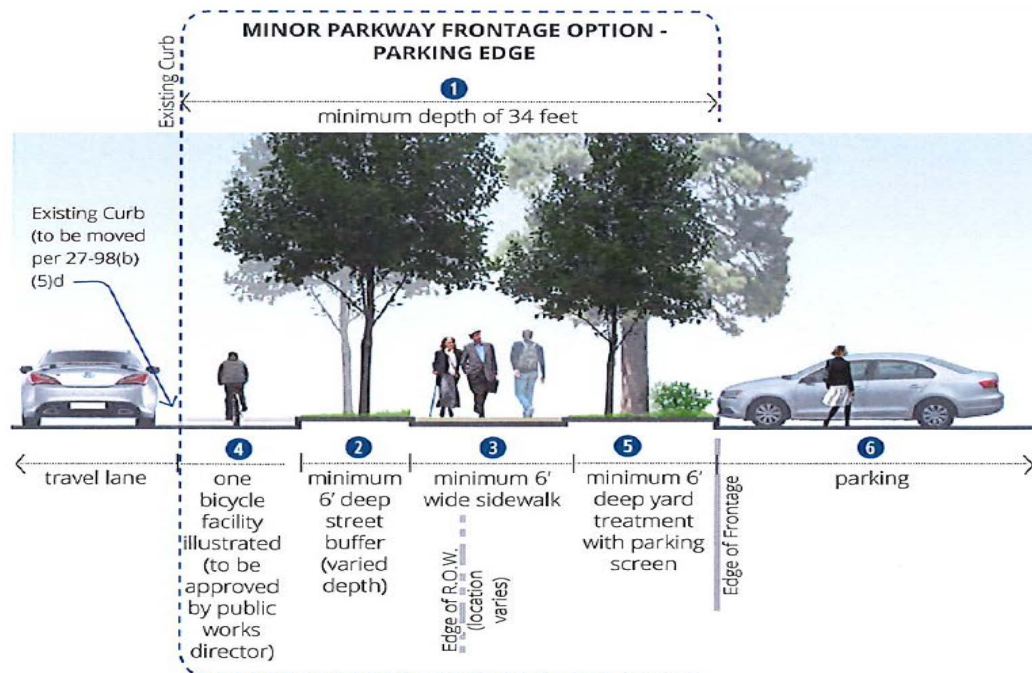 MINOR PARKWAY FRONTAGE OPTION -
PARKING EDGE
Existing Curb
1
minimum depth of 34 feet
Existing Curb
(to be moved
per 27-98(b)
(5)d
4
2
3
5
6
travel lane
one
bicycle
facility
illustrated
(to be
approved
by public
works
director)
minimum
6' deep
street
buffer
(varied
depth)
minimum 6'
wide sidewalk
Edge of R.O.W.
(location
varies)
minimum 6'
deep yard
treatment
with parking
screen
Edge of Frontage
parking